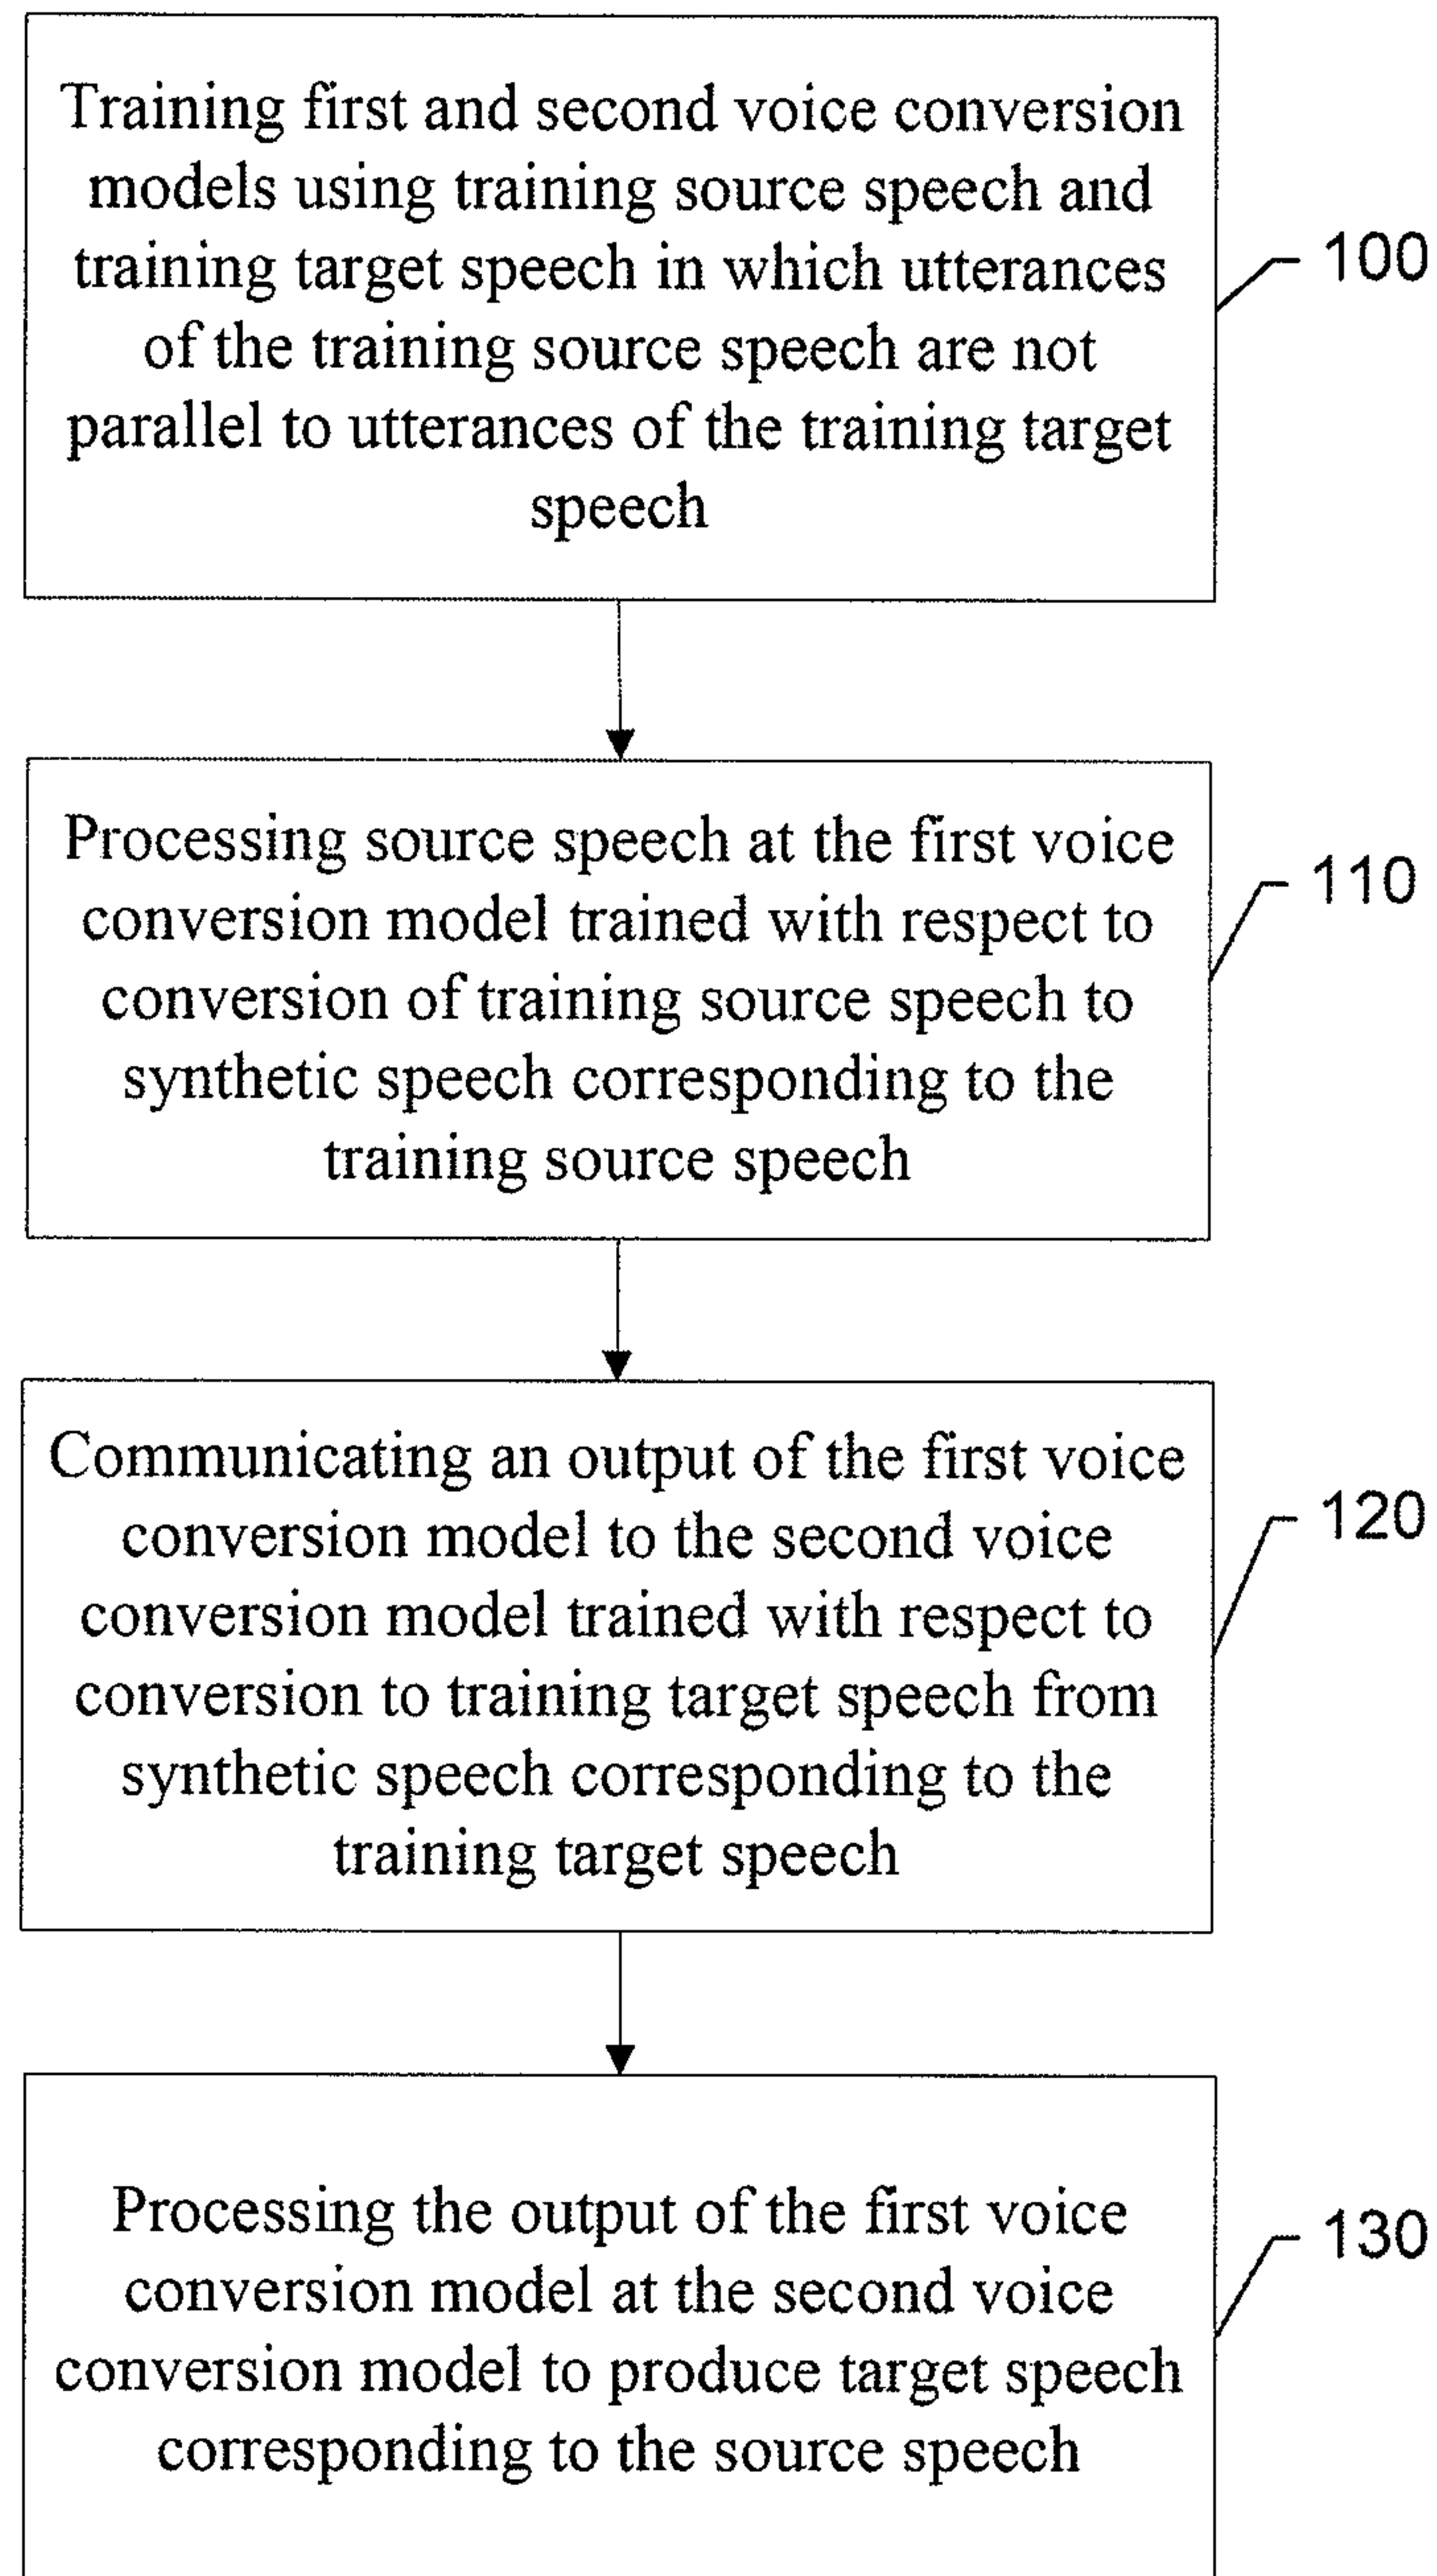 Training first and second voice conversion
models using training source speech and
training target speech in which utterances
of the training source speech are not
parallel to utterances of the training target
speech
100
Processing source speech at the first voice
conversion model trained with respect to
conversion of training source speech to
synthetic speech corresponding to the
training source speech
110
Communicating an output of the first voice
conversion model to the second voice
conversion model trained with respect to
conversion to training target speech from
synthetic speech corresponding to the
training target speech
120
Processing the output of the first voice
conversion model at the second voice
conversion model to produce target speech
corresponding to the source speech
130